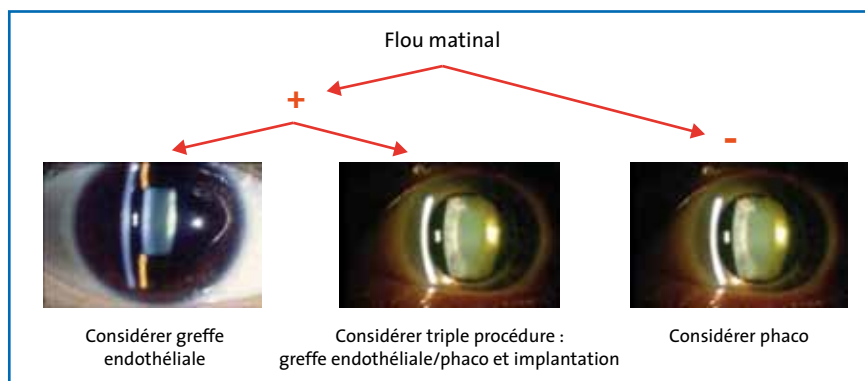 Flou matinal
+
-
Considérer greffe
endothéliale
Considérer triple procédure :
greffe endothéliale/phaco et implantation
Considérer phaco